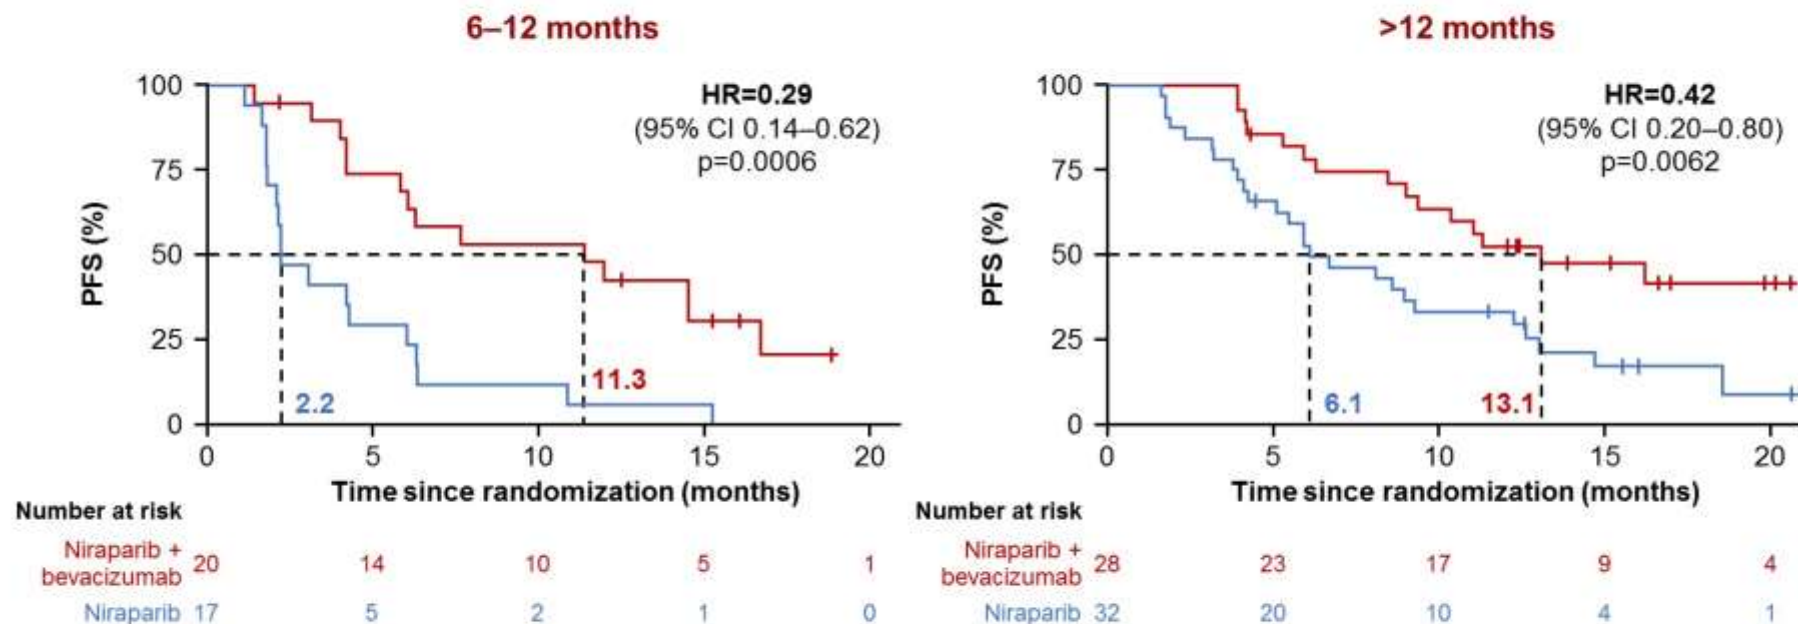 6–12 months
HR=0.29
(95% CI 0.14–0.62)
p=0.0006
PFS (%)
100
75
50
25
0
2.2
11.3
0 5 10 15 20
Time since randomization (months)
Number at risk
Niraparib +
bevacizumab 20 14 10 5 1
Niraparib 17 5 2 1 0
>12 months
HR=0.42
(95% CI 0.20–0.80)
p=0.0062
PFS (%)
100
75
50
25
0
6.1
13.1
0 5 10 15 20
Time since randomization (months)
Number at risk
Niraparib +
bevacizumab 28 23 17 9 4
Niraparib 32 20 10 4 1